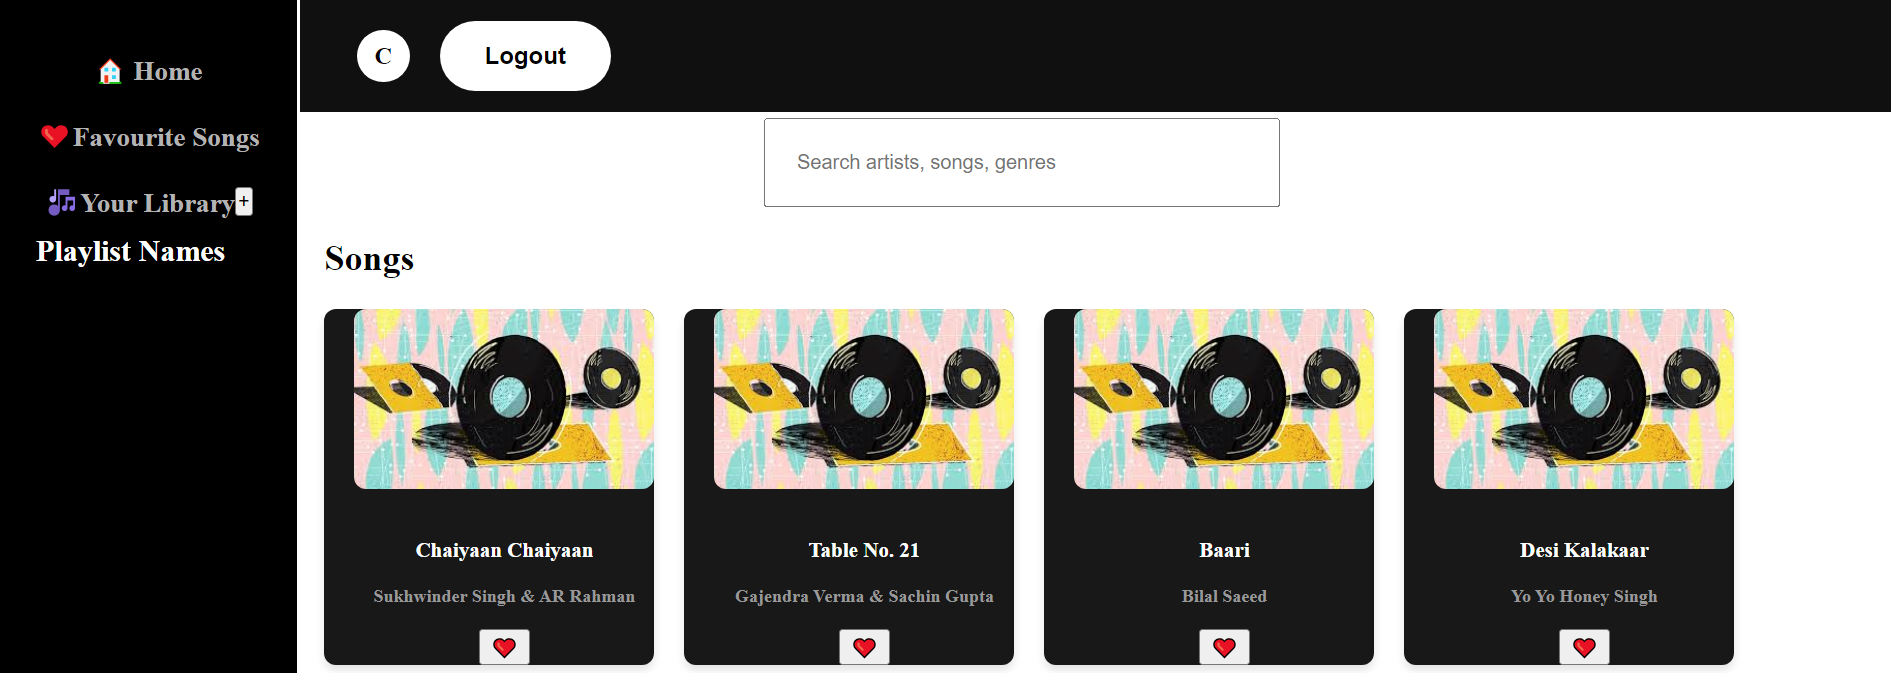 Home
Favourite Songs
Your Library+
Playlist Names
C
Logout
Search artists, songs, genres
Songs
Chaiyaan Chaiyaan
Sukhwinder Singh & AR Rahman
Table No. 21
Gajendra Verma & Sachin Gupta
Baari
Bilal Saeed
Desi Kalakaar
Yo Yo Honey Singh